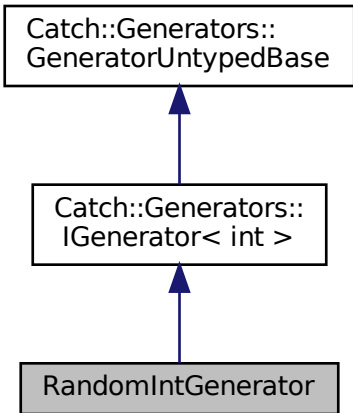 Catch::Generators::
GeneratorUntypedBase
Catch::Generators::
IGenerator< int >
RandomIntGenerator